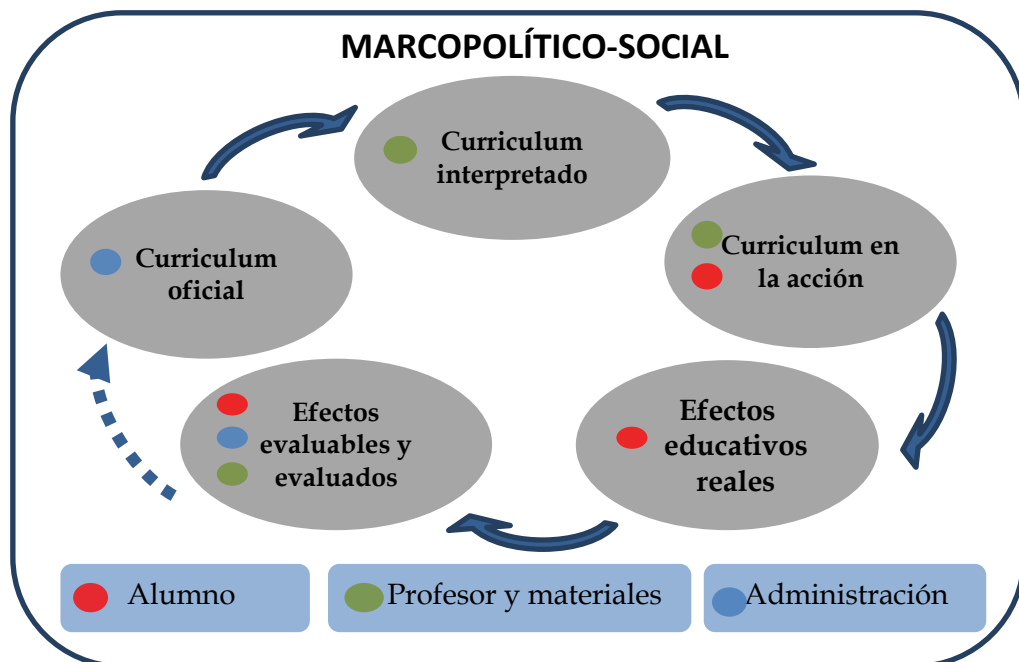 MARCOPOLÍTICO-SOCIAL
Curriculum
interpretado
Curriculum en
la acción
Curriculum
oficial
Efectos
educativos
reales
Efectos
evaluables y
evaluados
Alumno
Profesor y materiales
Administración